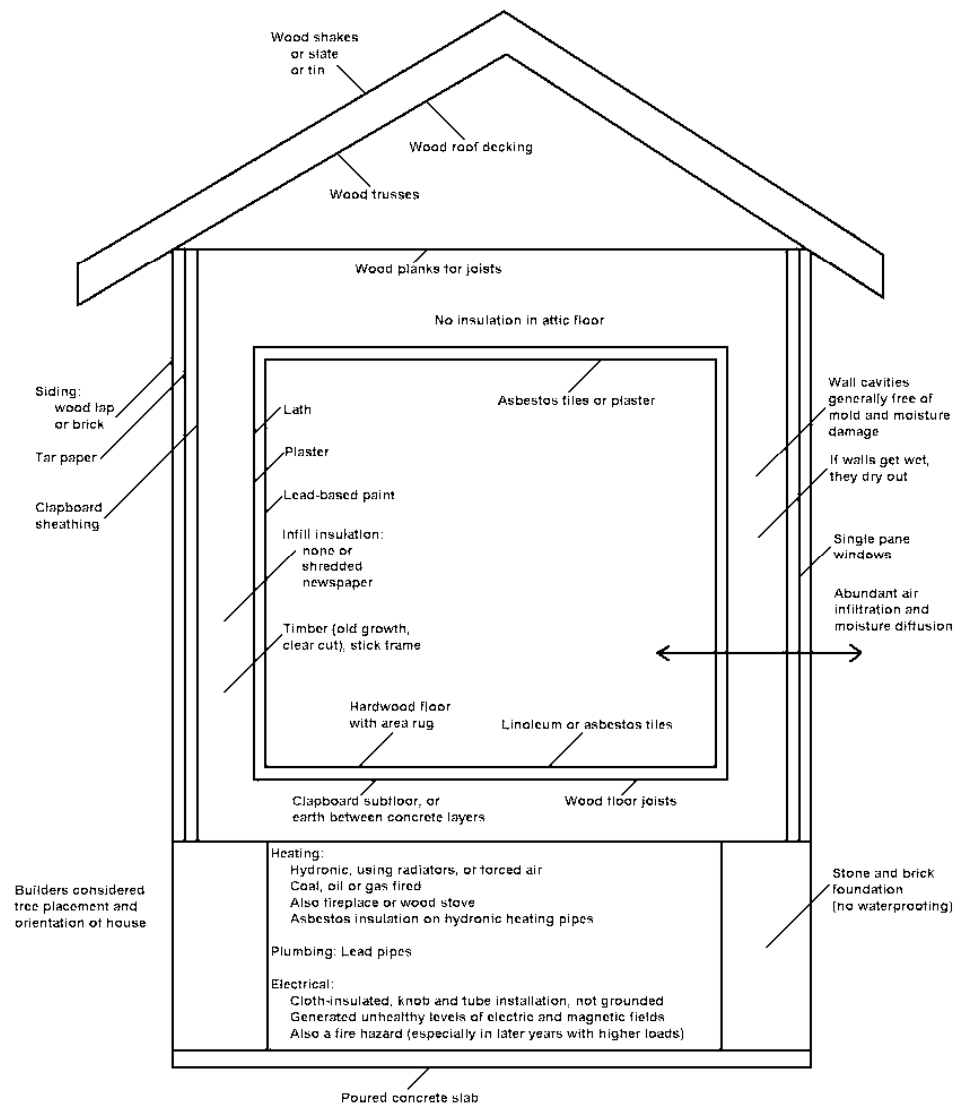 Wood shakes
or slate
or tin
Wood roof decking
Wood trusses
Wood planks for joists
No insulation in attic floor
Siding:
wood lap
or brick
Tar paper
Clapboard
sheathing
Asbestos tiles or plaster
Lath
Plaster
Lead-based paint
Infill insulation:
none or
shredded
newspaper
Timber (old growth,
clear cut), stick frame
Wall cavities
generally free of
mold and moisture
damage
If walls get wet,
they dry out
Single pane
windows
Abundant air
infiltration and
moisture diffusion
Hardwood floor
with area rug
Linoleum or asbestos tiles
Clapboard subfloor, or
earth between concrete layers
Wood floor joists
Builders considered
tree placement and
orientation of house
Heating:
Hydronic, using radiators, or forced air
Coal, oil or gas fired
Also fireplace or wood stove
Asbestos insulation on hydronic heating pipes
Plumbing: Lead pipes
Electrical:
Cloth-insulated, knob and tube installation, not grounded
Generated unhealthy levels of electric and magnetic fields
Also a fire hazard (especially in later years with higher loads)
Stone and brick
foundation
(no waterproofing)
Poured concrete slab